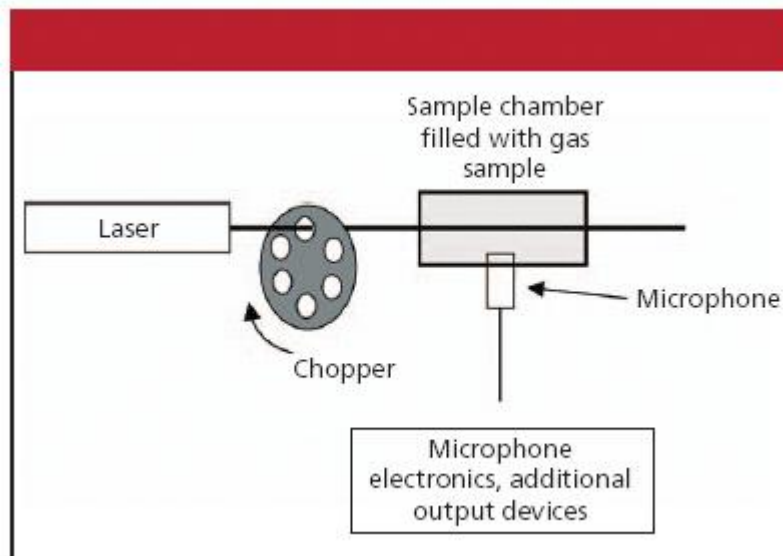 Sample chamber
filled with gas
sample
Laser
Microphone
Chopper
Microphone
electronics, additional
output devices